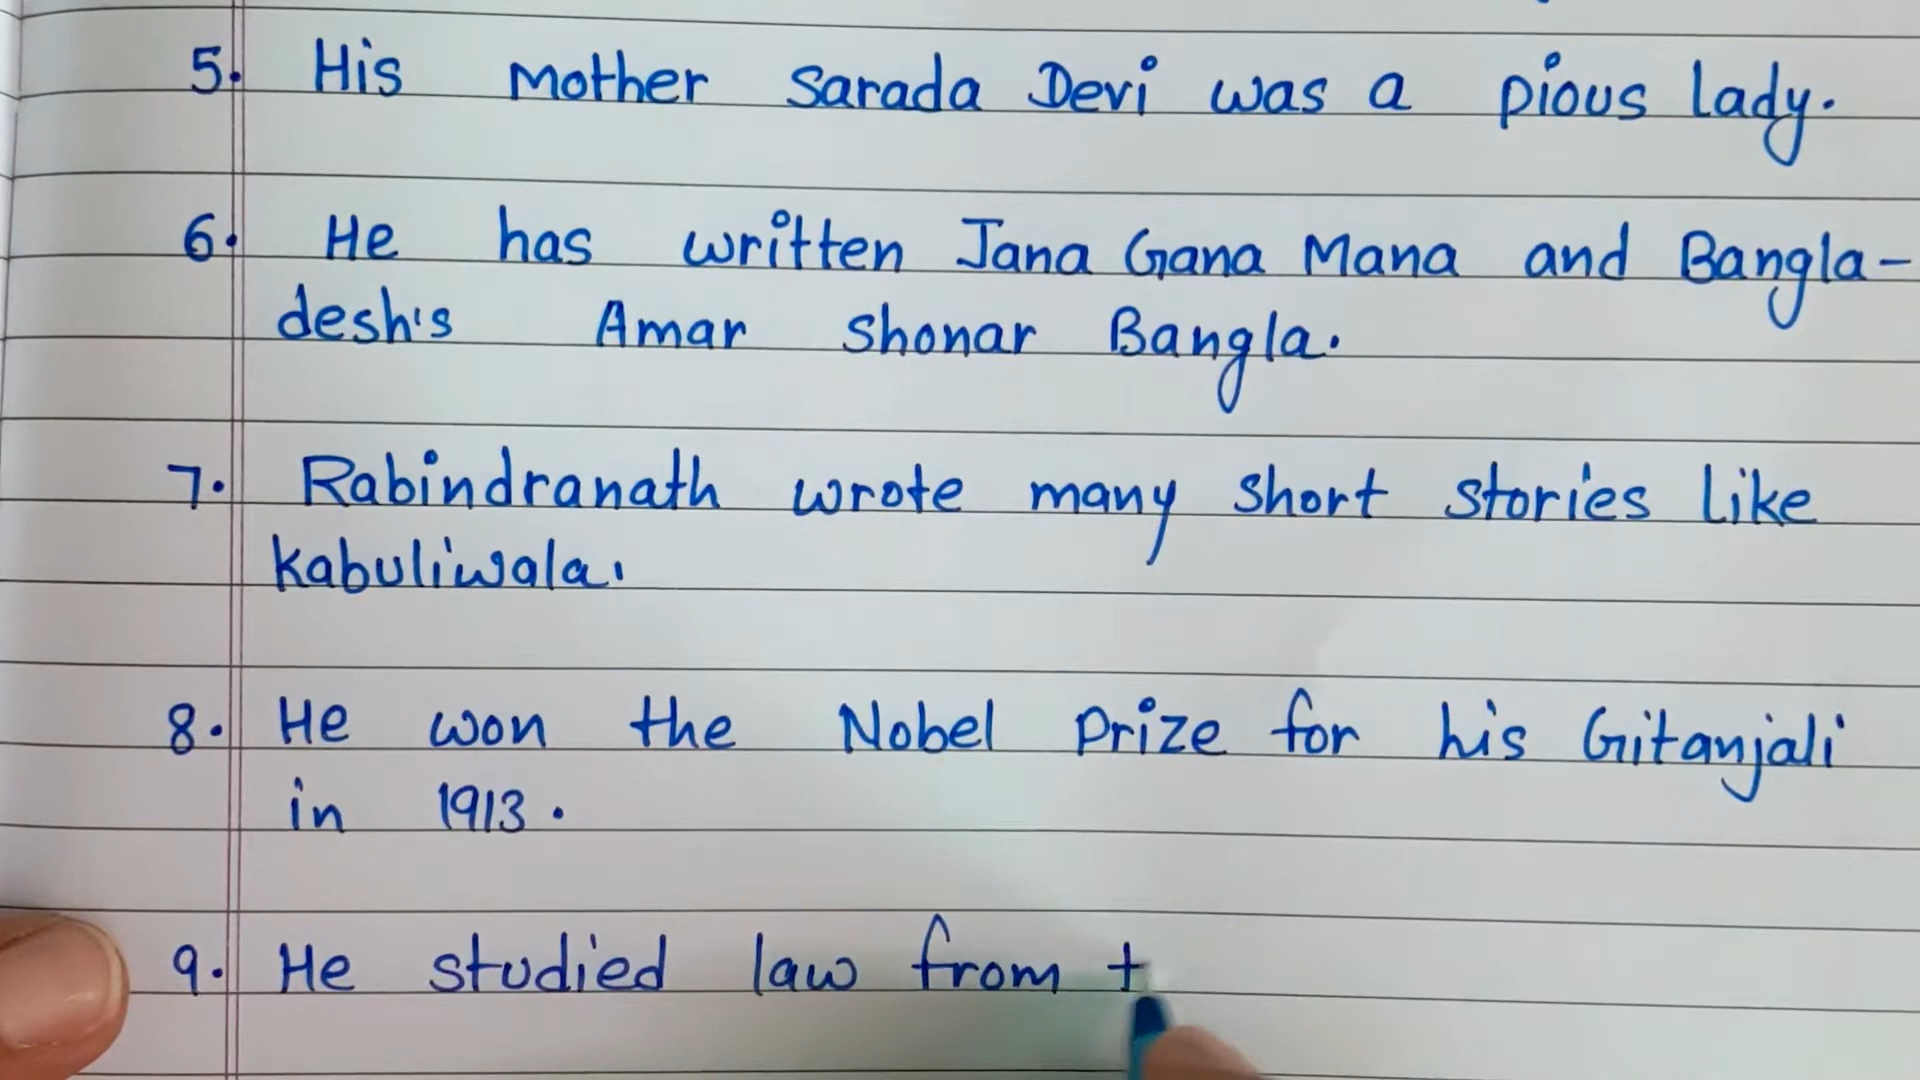 5. His mother Sarada Devi was a pious lady.
6. He has written Jana Gana Mana and Bangla-
desh's Amar Shonar Bangla.
7. Rabindranath wrote many short stories like
Kabuliwala.
8. He won the Nobel Prize for his Gitanjali
in 1913.
9. He studied law from t